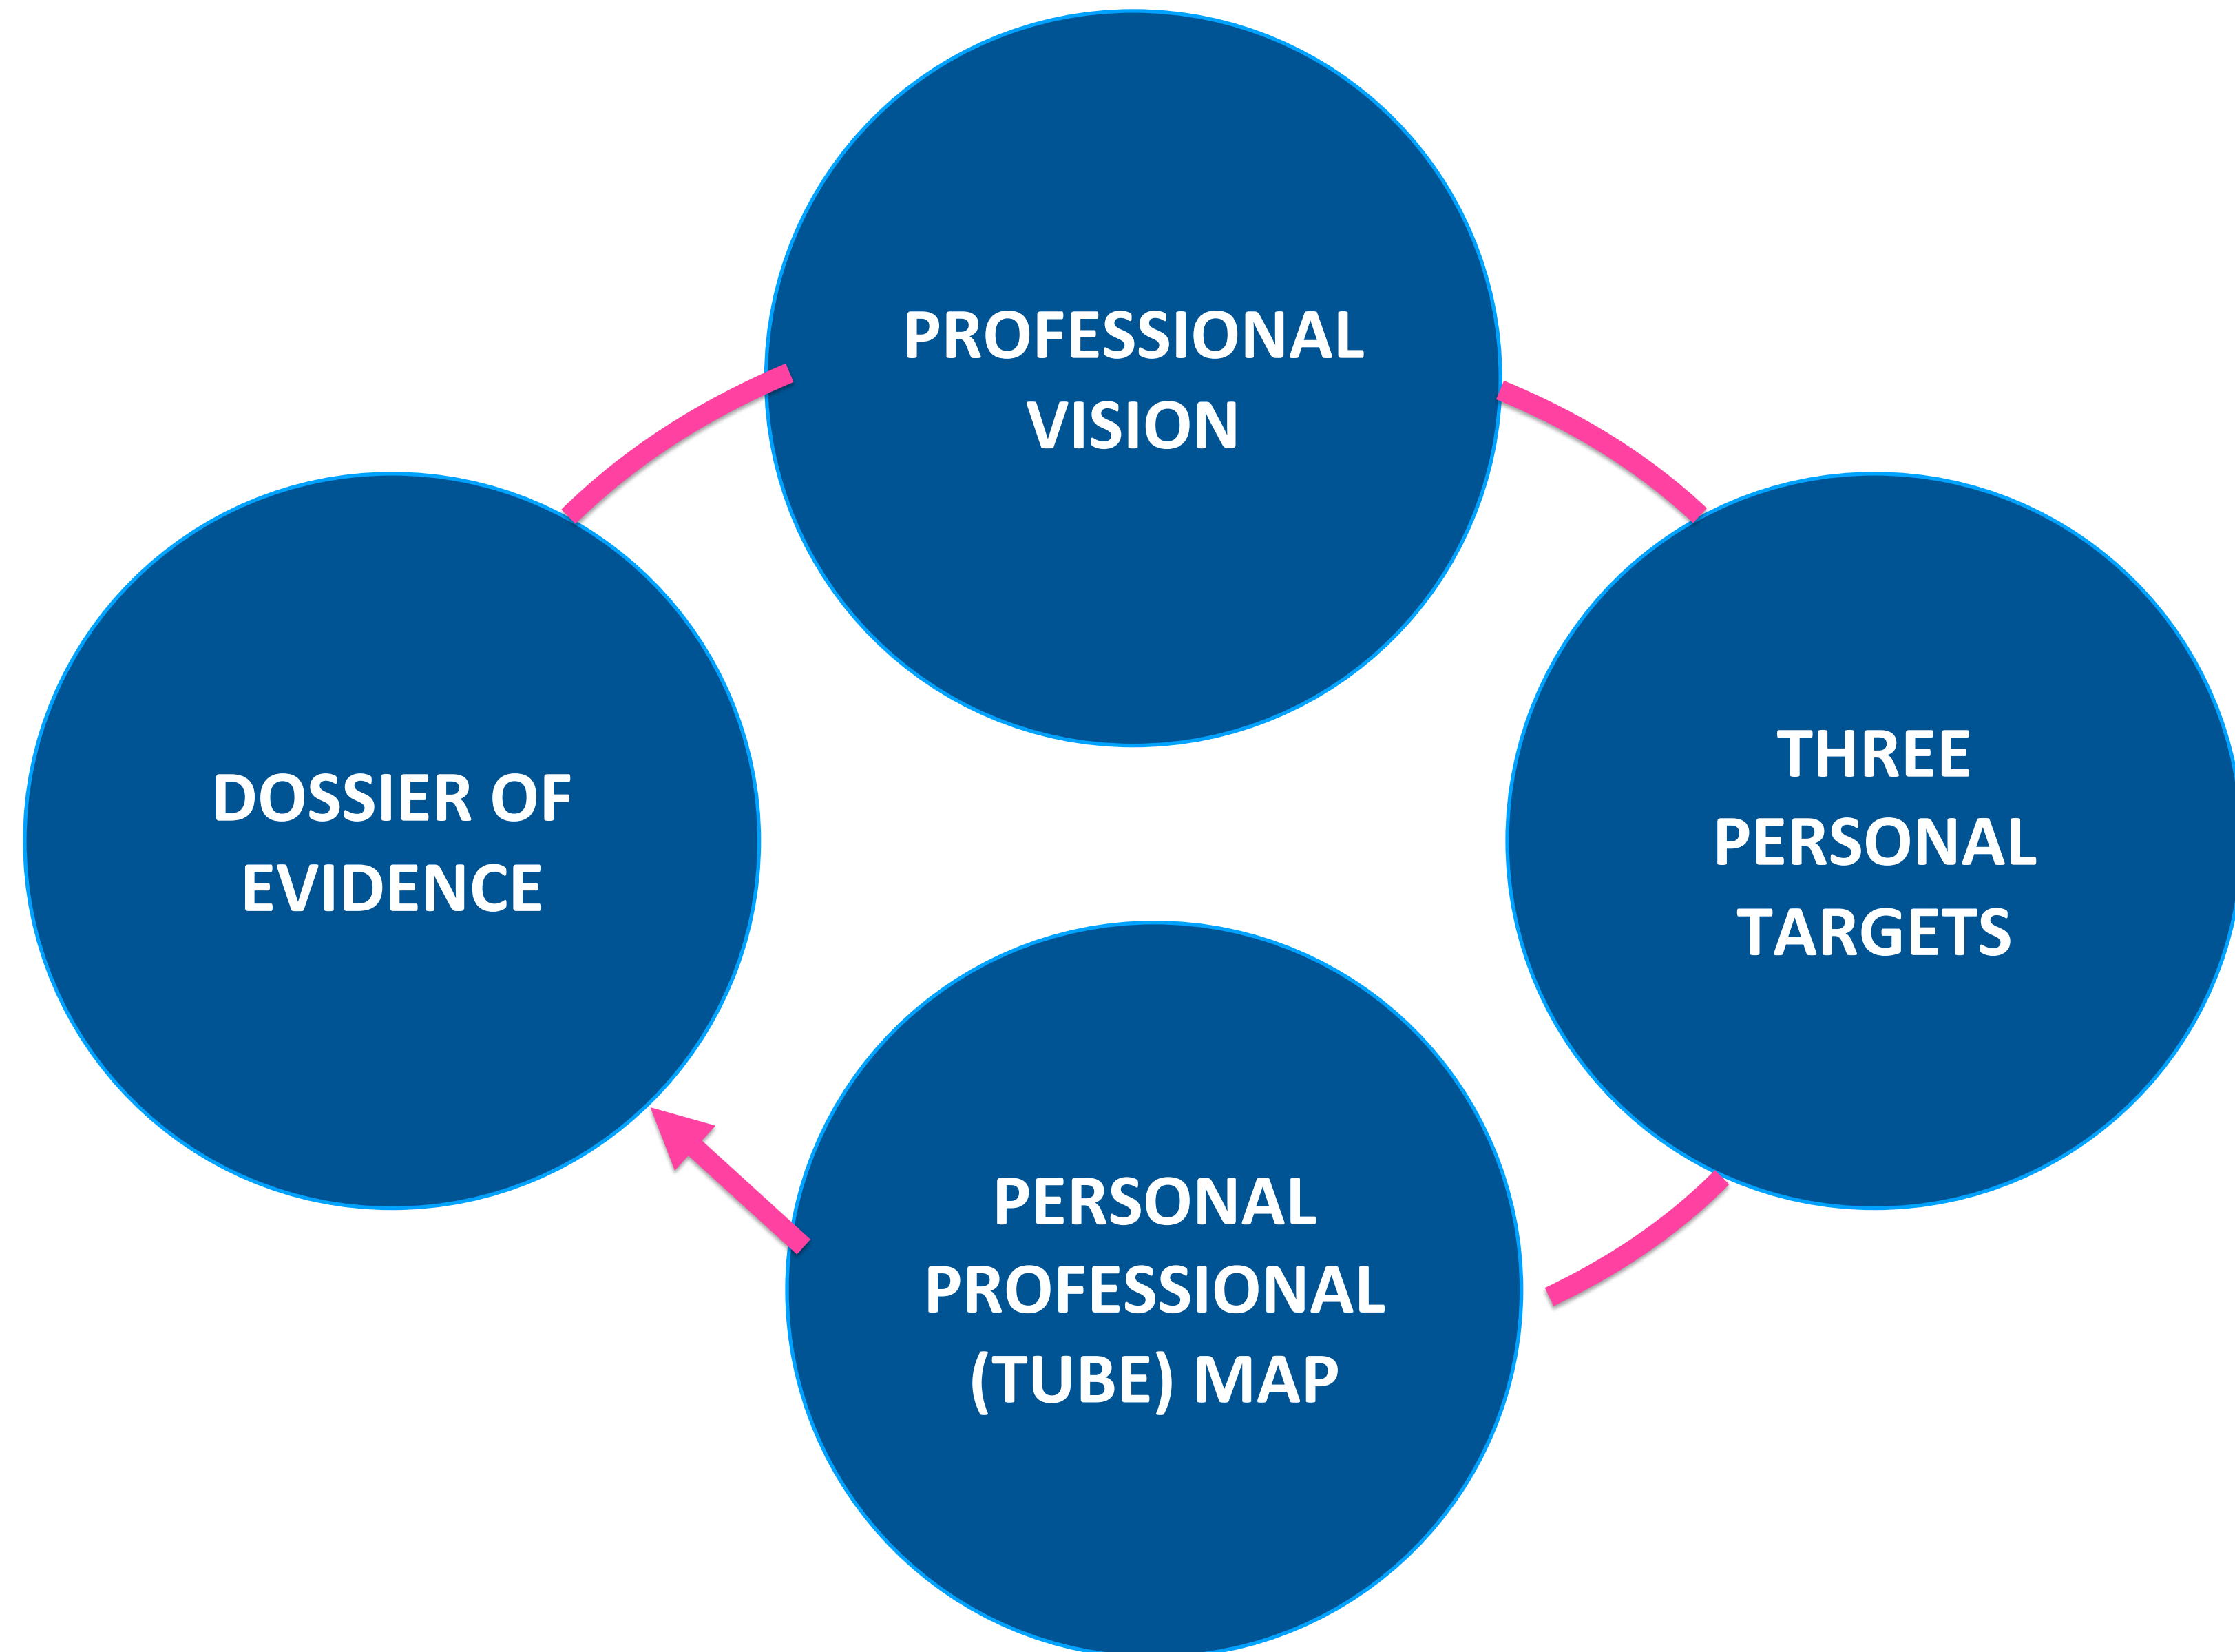 PROFESSIONAL
VISION
THREE
PERSONAL
TARGETS
PERSONAL
PROFESSIONAL
(TUBE) MAP
DOSSIER OF
EVIDENCE